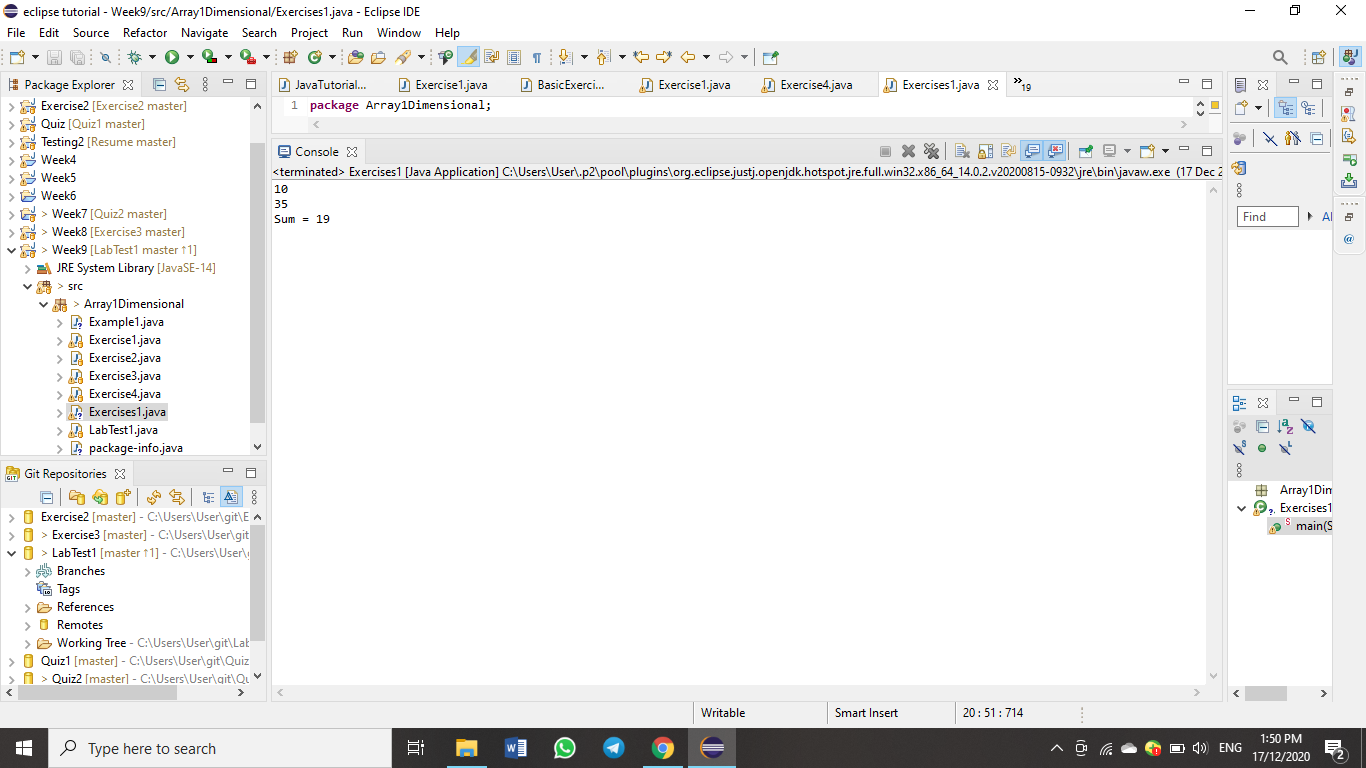 eclipse tutorial - Week9/src/Array1Dimensional/Exercises1.java - Eclipse IDE
File Edit Source Refactor Navigate Search Project Run Window Help
Package Explorer
Exercise2 [Exercise2 master]
Quiz [Quiz1 master]
Testing2 [Resume master]
Week4
Week5
Week6
> Week7 [Quiz2 master]
> Week8 [Exercise3 master]
> Week9 [LabTest1 master ↑1]
JRE System Library [JavaSE-14]
> src
> Array1Dimensional
Example1.java
Exercise1.java
Exercise2.java
Exercise3.java
Exercise4.java
Exercises1.java
LabTest1.java
package-info.java
Git Repositories
Exercise2 [master] - C:\Users\User\git\E
> Exercise3 [master] - C:\Users\User\git
> LabTest1 [master ↑1] - C:\Users\User\
Branches
Tags
References
Remotes
Working Tree - C:\Users\User\git\Lab
Quiz1 [master] - C:\Users\User\git\Quiz
> Quiz2 [master] - C:\Users\User\git\Qu
JavaTutorial... Exercise1.java BasicExerci... Exercise1.java Exercise4.java Exercises1.java »19
1 package Array1Dimensional;
Console
<terminated> Exercises1 [Java Application] C:\Users\User\.p2\pool\plugins\org.eclipse.justj.openjdk.hotspot.jre.full.win32.x86_64_14.0.2.v20200815-0932\jre\bin\javaw.exe (17 Dec 2
10
35
Sum = 19
Find Al
Array1Dim
Exercises1
main(S
Writable Smart Insert 20 : 51 : 714
Type here to search
ENG
1:50 PM
17/12/2020
2